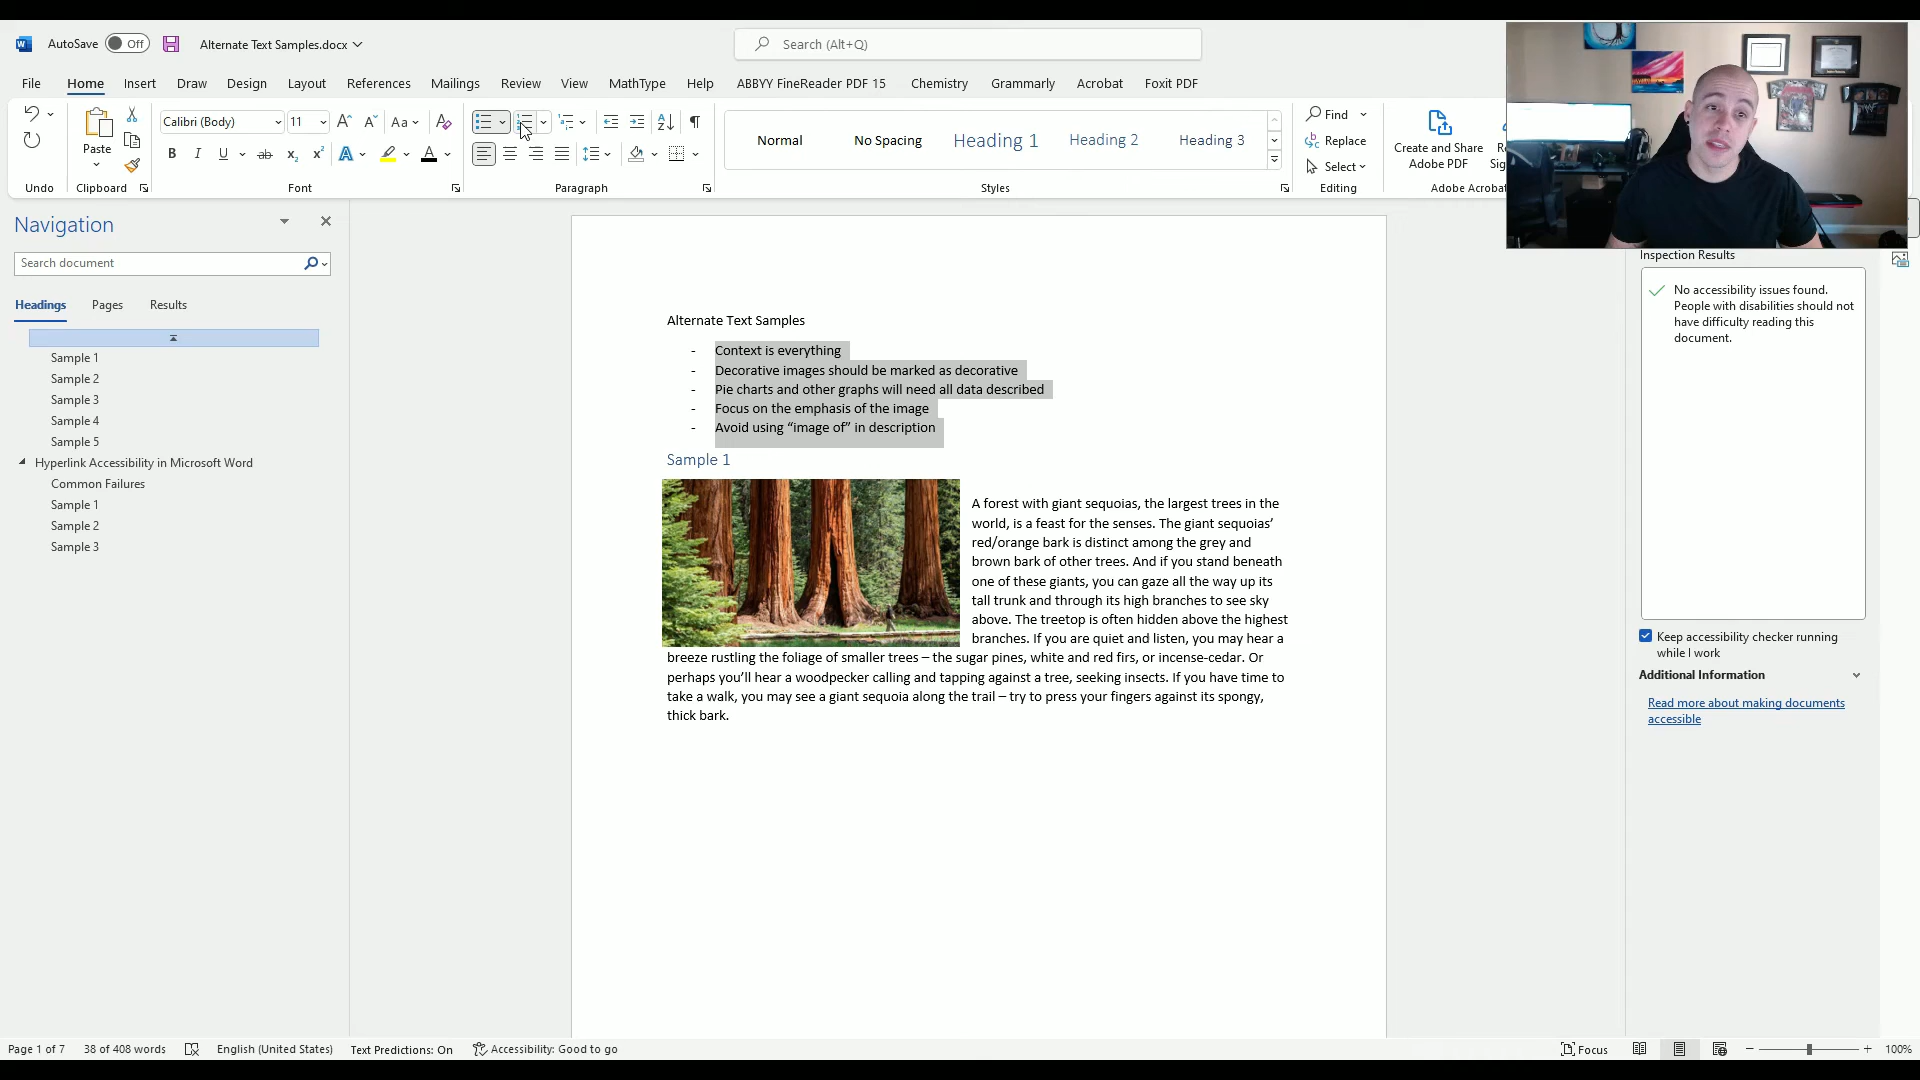 AutoSave Off Alternate Text Samples.docx
Search (Alt+Q)
File Home Insert Draw Design Layout References Mailings Review View MathType Help ABBYY FineReader PDF 15 Chemistry Grammarly Acrobat Foxit PDF
Paste
Calibri (Body) 11 Aa
B I U ab x₂ x² A A
Normal No Spacing Heading 1 Heading 2 Heading 3
Find
Replace
Select
Create and Share
Adobe PDF
Undo Clipboard Font Paragraph Styles Editing Adobe Acrobat
Navigation
Search document
Headings Pages Results
Sample 1
Sample 2
Sample 3
Sample 4
Sample 5
Hyperlink Accessibility in Microsoft Word
Common Failures
Sample 1
Sample 2
Sample 3
Alternate Text Samples
- Context is everything
- Decorative images should be marked as decorative
- Pie charts and other graphs will need all data described
- Focus on the emphasis of the image
- Avoid using “image of” in description
Sample 1
A forest with giant sequoias, the largest trees in the
world, is a feast for the senses. The giant sequoias’
red/orange bark is distinct among the grey and
brown bark of other trees. And if you stand beneath
one of these giants, you can gaze all the way up its
tall trunk and through its high branches to see sky
above. The treetop is often hidden above the highest
branches. If you are quiet and listen, you may hear a
breeze rustling the foliage of smaller trees – the sugar pines, white and red firs, or incense-cedar. Or
perhaps you’ll hear a woodpecker calling and tapping against a tree, seeking insects. If you have time to
take a walk, you may see a giant sequoia along the trail – try to press your fingers against its spongy,
thick bark.
Inspection Results
No accessibility issues found.
People with disabilities should not
have difficulty reading this
document.
Keep accessibility checker running
while I work
Additional Information
Read more about making documents
accessible
Page 1 of 7 38 of 408 words English (United States) Text Predictions: On Accessibility: Good to go Focus 100%